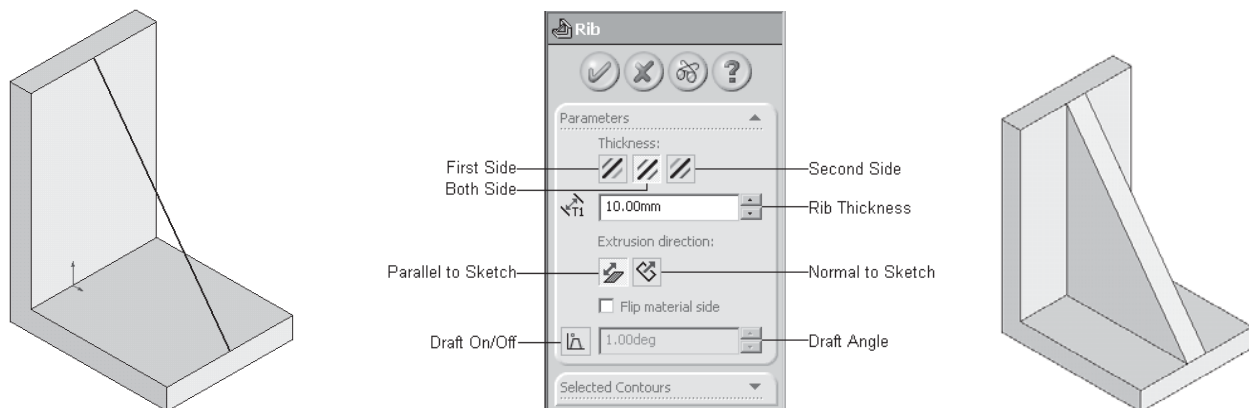 Rib
?
Parameters
Thickness:
First Side
Second Side
Both Side
T1
10.00mm
Rib Thickness
Extrusion direction:
Parallel to Sketch
Normal to Sketch
Flip material side
Draft On/Off
1.00deg
Draft Angle
Selected Contours